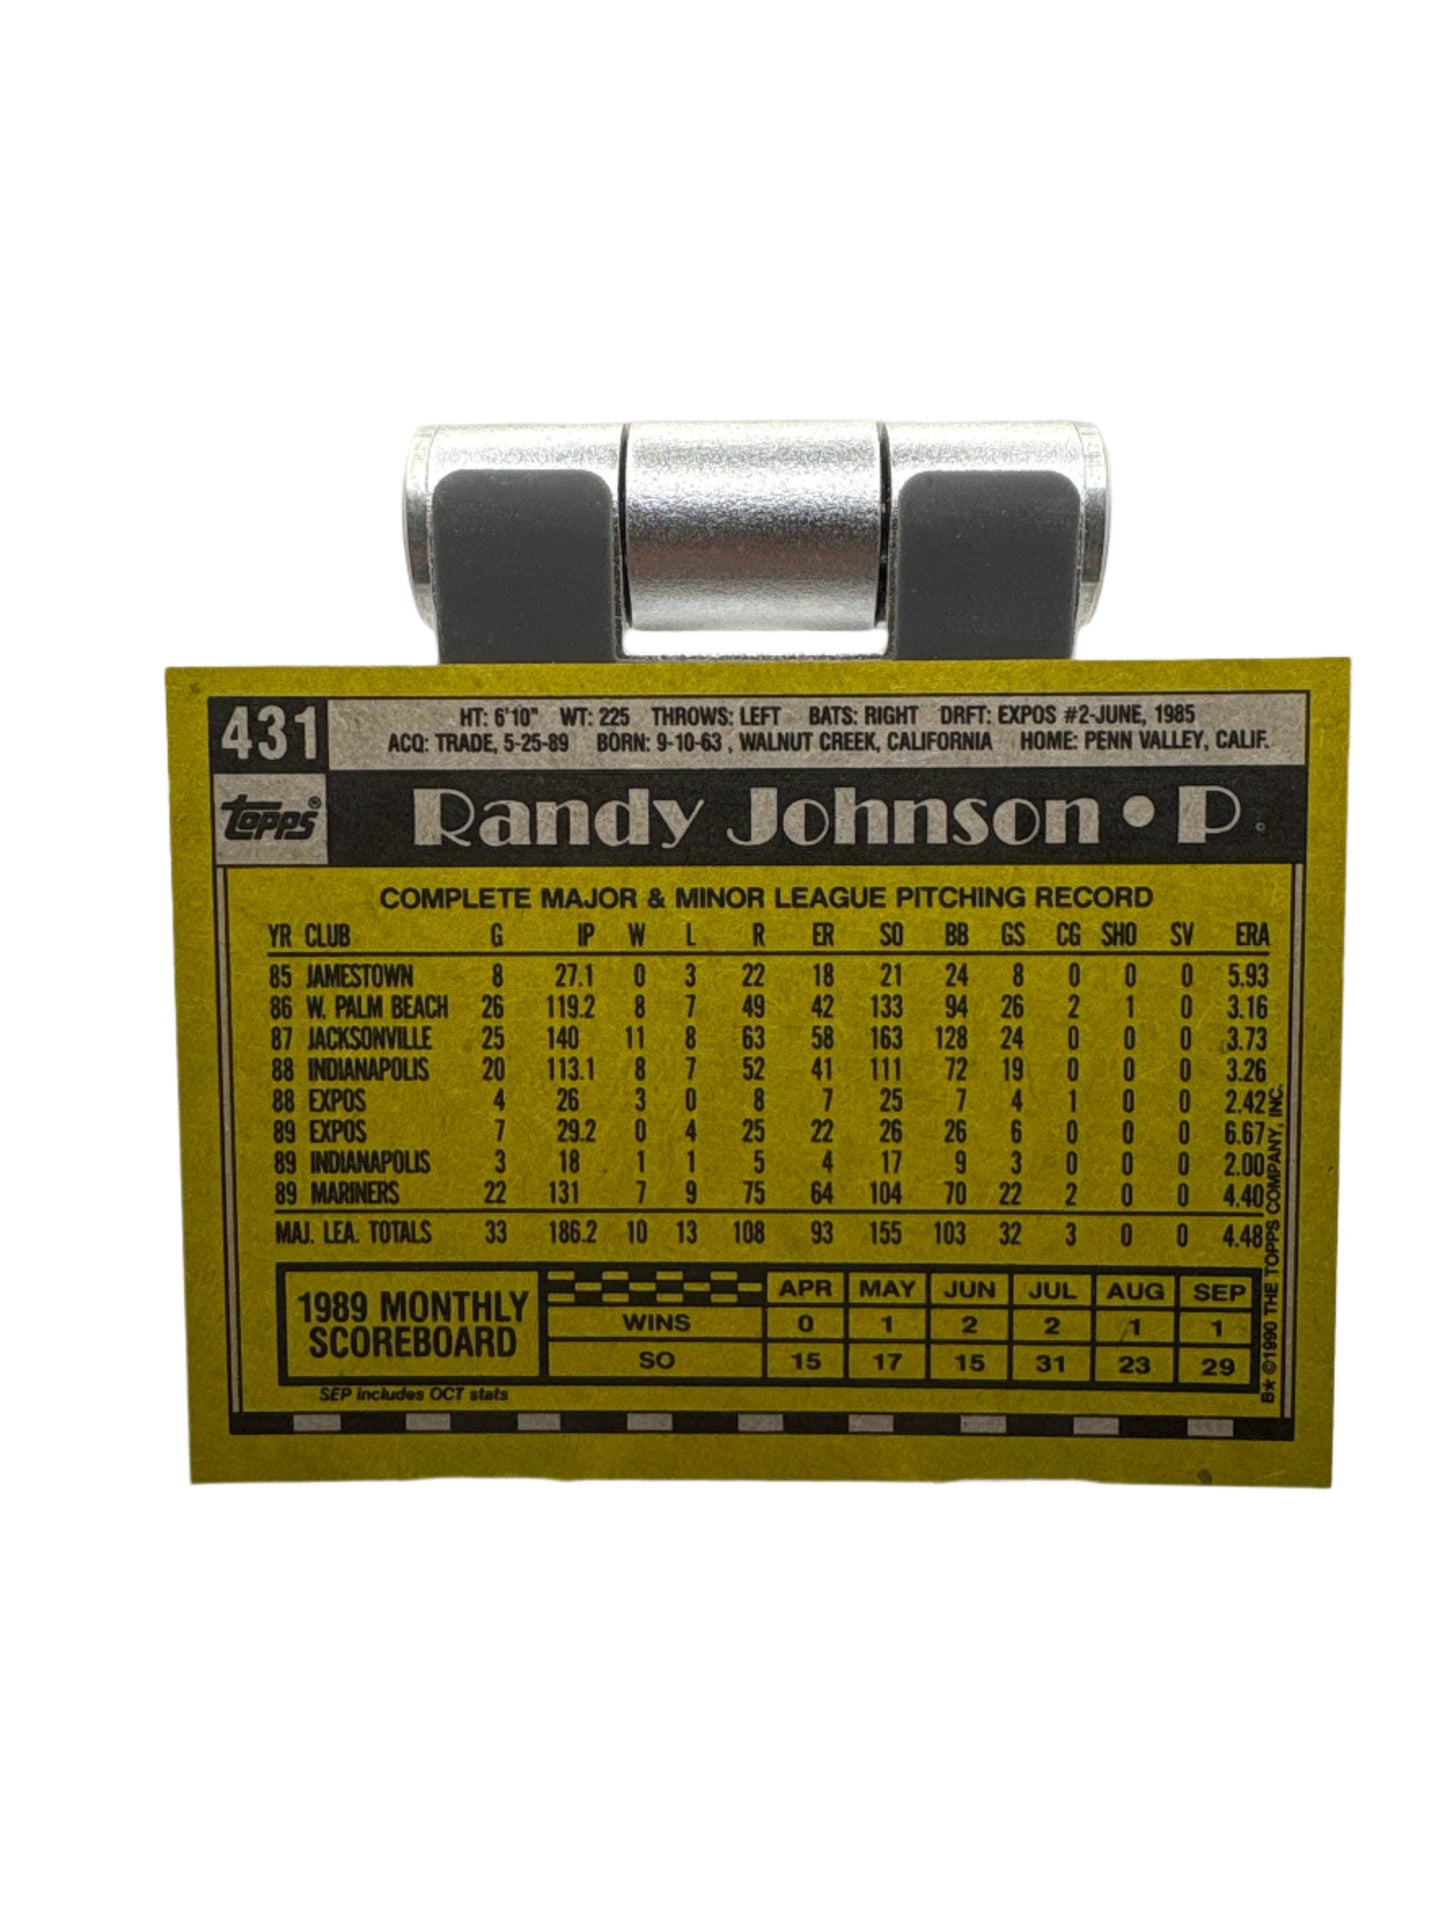 431
HT: 6'10" WT: 225 THROWS: LEFT BATS: RIGHT DRFT: EXPOS #2-JUNE, 1985
ACQ: TRADE, 5-25-89 BORN: 9-10-63 , WALNUT CREEK, CALIFORNIA HOME: PENN VALLEY, CALIF.
topps®
Randy Johnson • P
COMPLETE MAJOR & MINOR LEAGUE PITCHING RECORD
YR CLUB G IP W L R ER SO BB GS CG SHO SV ERA
85 JAMESTOWN 8 27.1 0 3 22 18 21 24 8 0 0 0 5.93
86 W. PALM BEACH 26 119.2 8 7 49 42 133 94 26 2 1 0 3.16
87 JACKSONVILLE 25 140 11 8 63 58 163 128 24 0 0 0 3.73
88 INDIANAPOLIS 20 113.1 8 7 52 41 111 72 19 0 0 0 3.26
88 EXPOS 4 26 3 0 8 7 25 7 4 1 0 0 2.42
89 EXPOS 7 29.2 0 4 25 22 26 26 6 0 0 0 6.67
89 INDIANAPOLIS 3 18 1 1 5 4 17 9 3 0 0 0 2.00
89 MARINERS 22 131 7 9 75 64 104 70 22 2 0 0 4.40
MAJ. LEA. TOTALS 33 186.2 10 13 108 93 155 103 32 3 0 0 4.48
1989 MONTHLY
SCOREBOARD
APR MAY JUN JUL AUG SEP
WINS 0 1 2 2 1 1
SO 15 17 15 31 23 29
SEP includes OCT stats
B* ©1990 THE TOPPS COMPANY, INC.